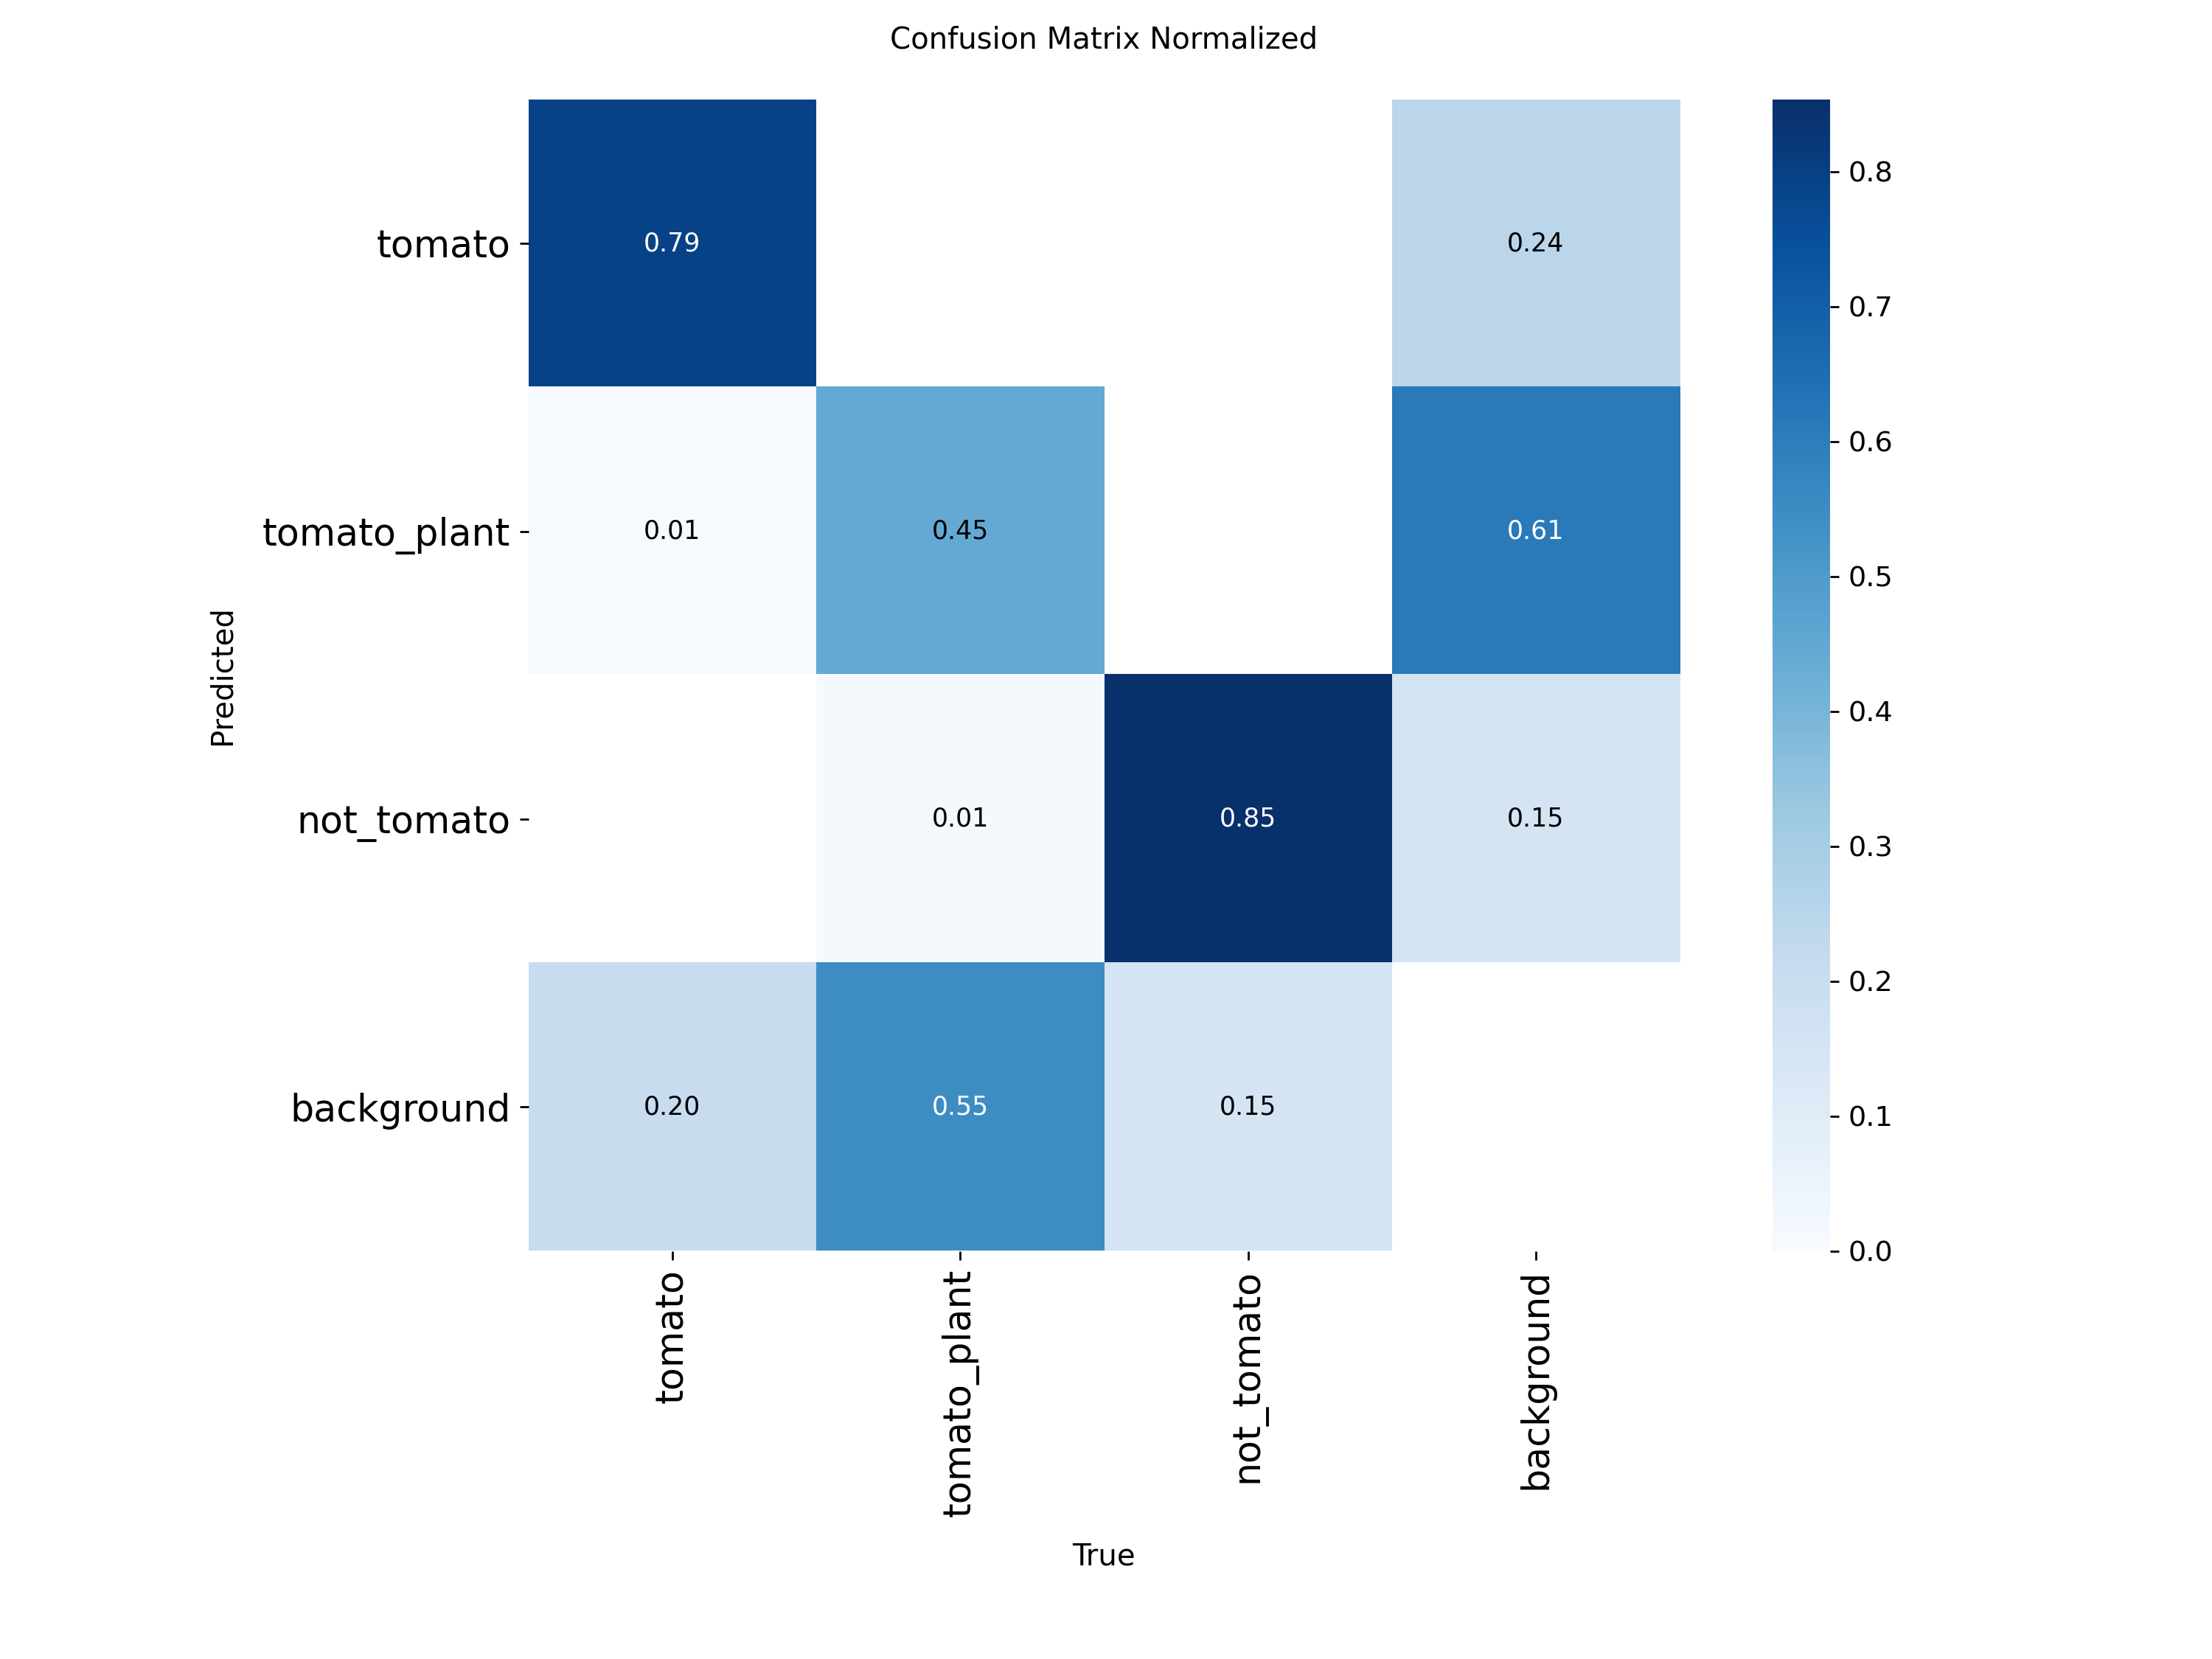 Confusion Matrix Normalized
tomato
0.79
0.24
tomato_plant
0.01
0.45
0.61
not_tomato
0.01
0.85
0.15
background
0.20
0.55
0.15
Predicted
tomato
tomato_plant
not_tomato
background
True
0.8
0.7
0.6
0.5
0.4
0.3
0.2
0.1
0.0